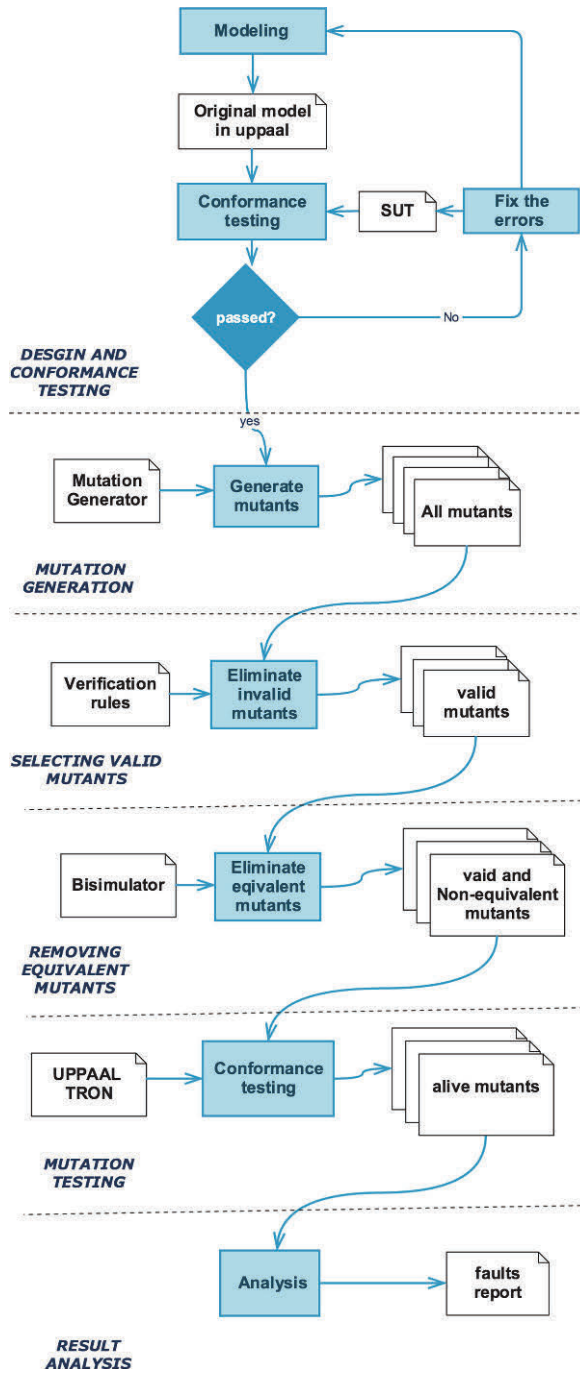 Modeling
Original model
in uppaal
Conformance
testing
SUT
Fix the
errors
passed?
No
DESGIN AND
CONFORMANCE
TESTING
yes
Mutation
Generator
Generate
mutants
All mutants
MUTATION
GENERATION
Verification
rules
Eliminate
invalid
mutants
valid
mutants
SELECTING VALID
MUTANTS
Bisimulator
Eliminate
eqivalent
mutants
vaid and
Non-equivalent
mutants
REMOVING
EQUIVALENT
MUTANTS
UPPAAL
TRON
Conformance
testing
alive mutants
MUTATION
TESTING
Analysis
faults
report
RESULT
ANALYSIS